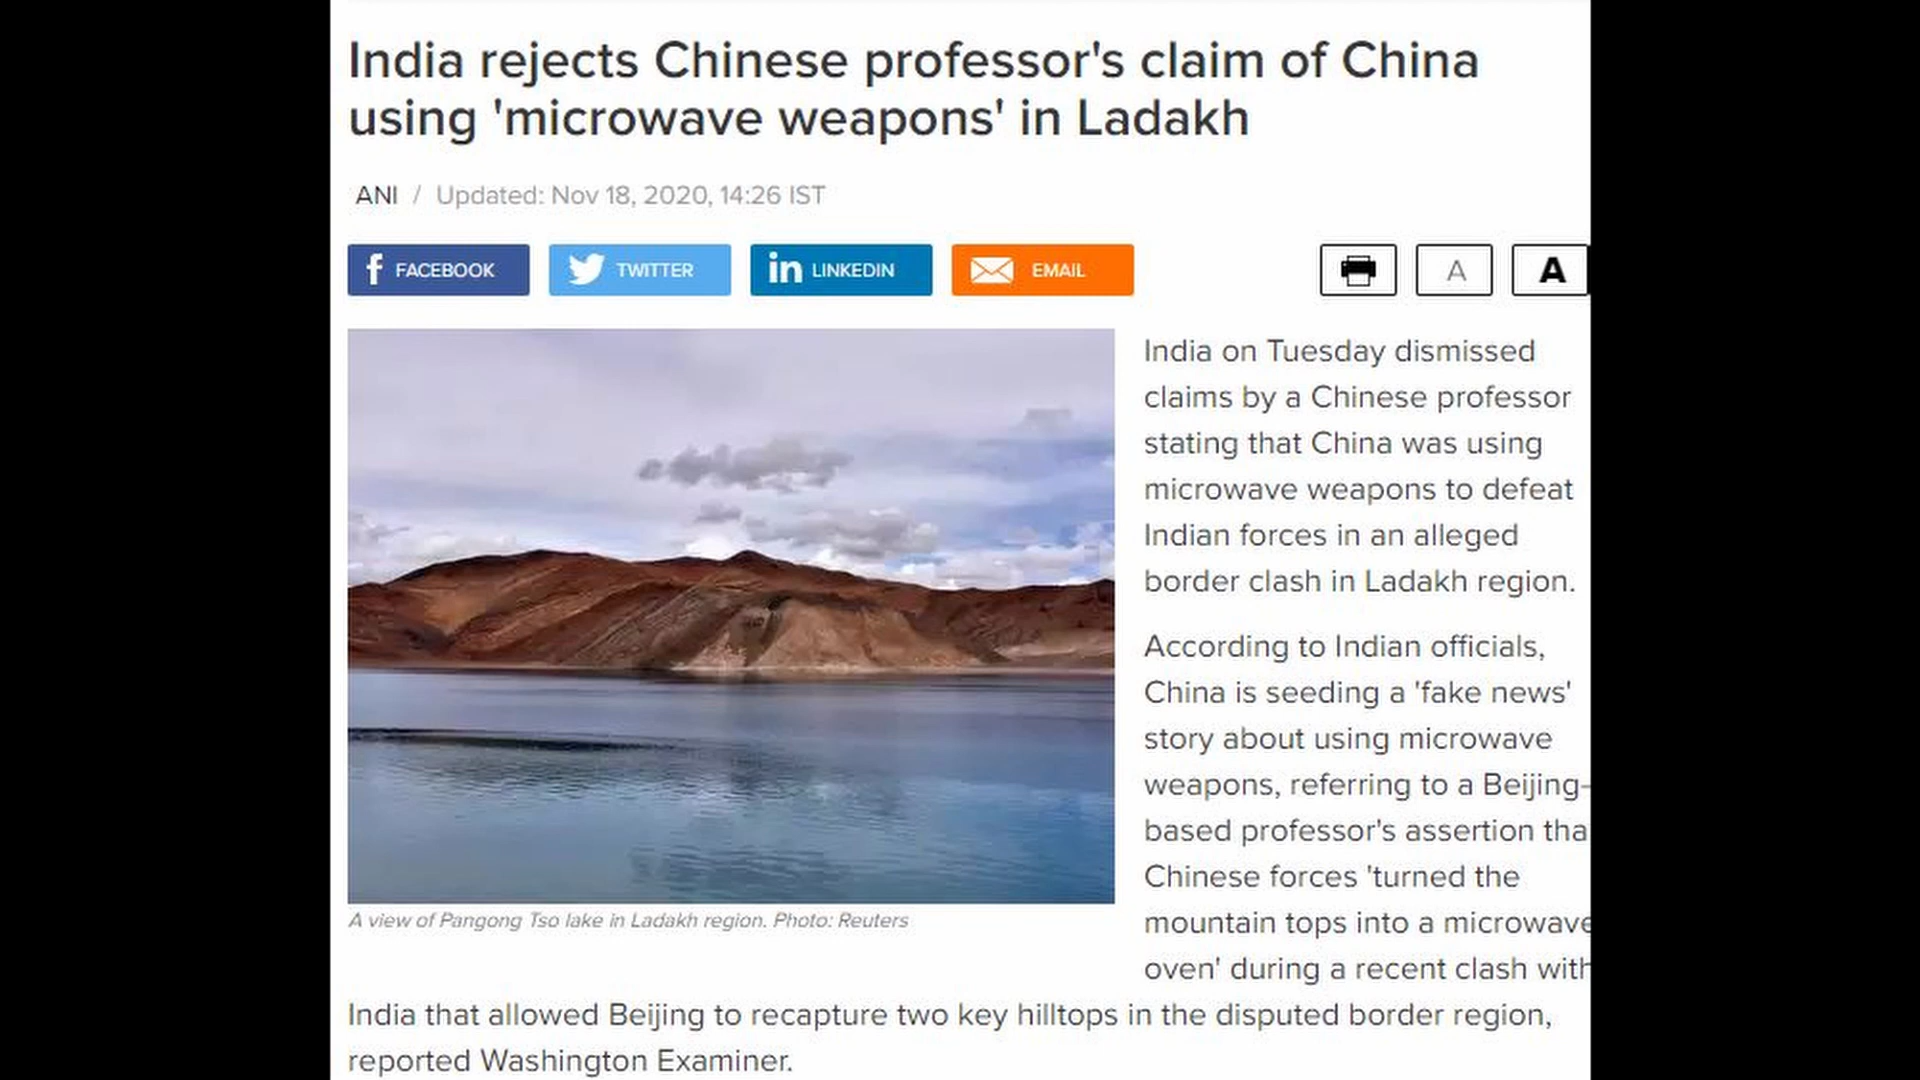 India rejects Chinese professor's claim of China
using 'microwave weapons' in Ladakh
ANI / Updated: Nov 18, 2020, 14:26 IST
FACEBOOK TWITTER LINKEDIN EMAIL A A
India on Tuesday dismissed
claims by a Chinese professor
stating that China was using
microwave weapons to defeat
Indian forces in an alleged
border clash in Ladakh region.
According to Indian officials,
China is seeding a 'fake news'
story about using microwave
weapons, referring to a Beijing-
based professor's assertion tha
Chinese forces 'turned the
mountain tops into a microwave
oven' during a recent clash with
A view of Pangong Tso lake in Ladakh region. Photo: Reuters
India that allowed Beijing to recapture two key hilltops in the disputed border region,
reported Washington Examiner.